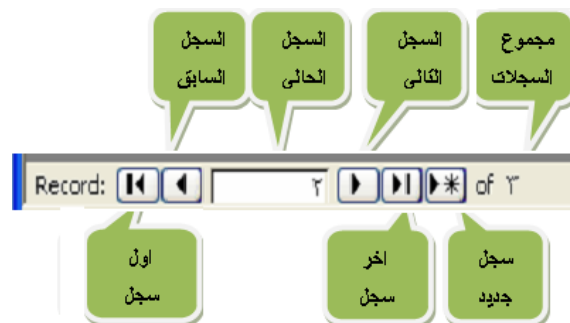 مجموع
السجلات
السجل
التالى
السجل
الحالى
السجل
السابق
Record: ٢ of ٣
سجل
جديد
اخر
سجل
اول
سجل